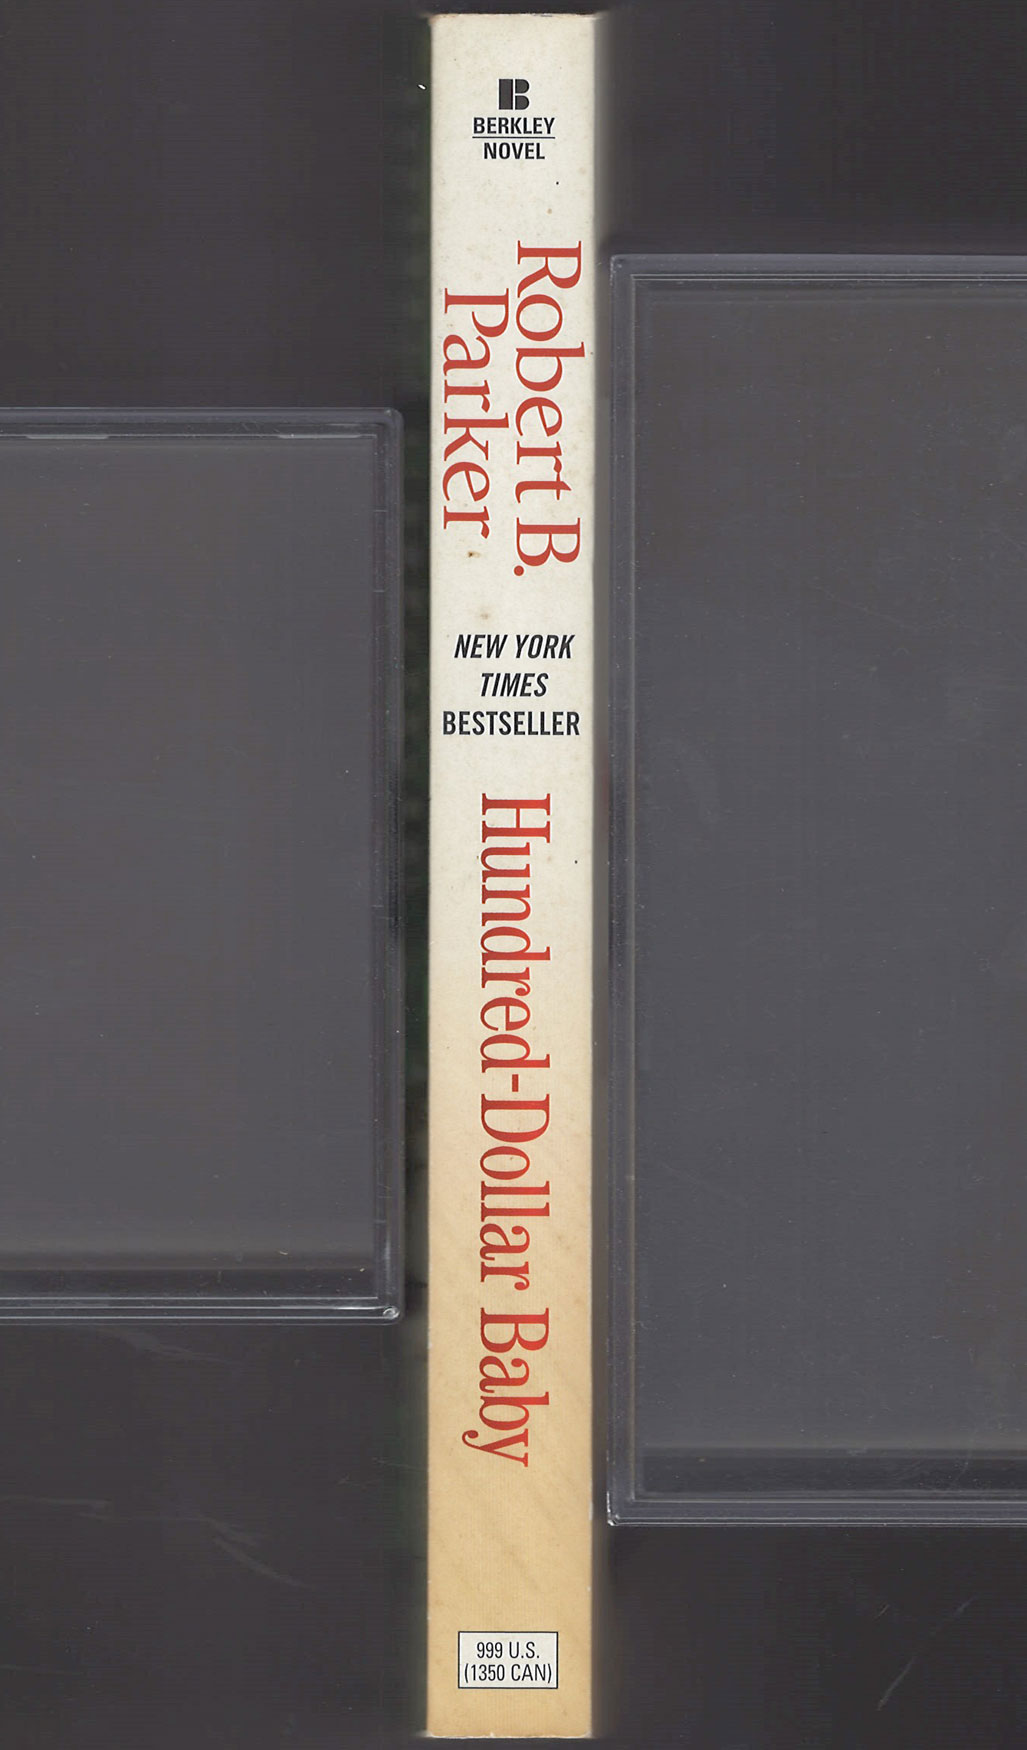 B
BERKLEY
NOVEL
Robert B.
Parker
NEW YORK
TIMES
BESTSELLER
Hundred-Dollar Baby
999 U.S.
(1350 CAN)